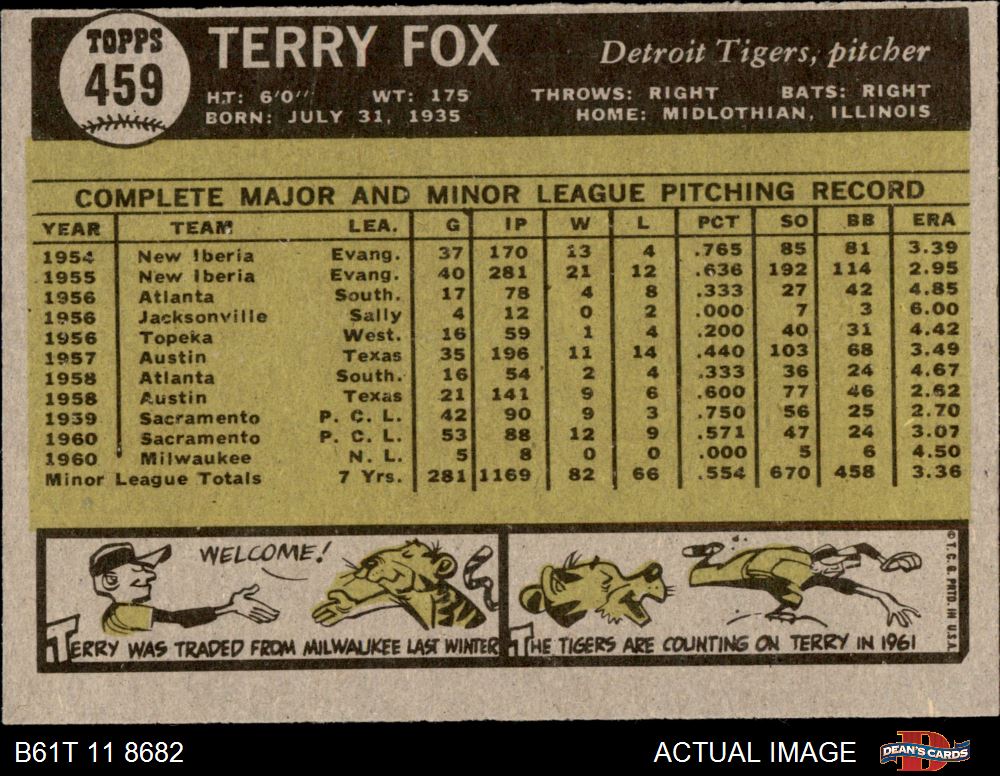 TOPPS
459
TERRY FOX
Detroit Tigers, pitcher
HT: 6'0" WT: 175 THROWS: RIGHT BATS: RIGHT
BORN: JULY 31, 1935 HOME: MIDLOTHIAN, ILLINOIS
COMPLETE MAJOR AND MINOR LEAGUE PITCHING RECORD
YEAR TEAM LEA. G IP W L PCT SO BB ERA
1954 New Iberia Evang. 37 170 13 4 .765 85 81 3.39
1955 New Iberia Evang. 40 281 21 12 .636 192 114 2.95
1956 Atlanta South. 17 78 4 8 .333 27 42 4.85
1956 Jacksonville Sally 4 12 0 2 .000 7 3 6.00
1956 Topeka West. 16 59 1 4 .200 40 31 4.42
1957 Austin Texas 35 196 11 14 .440 103 68 3.49
1958 Atlanta South. 16 54 2 4 .333 36 24 4.67
1958 Austin Texas 21 141 9 6 .600 77 46 2.62
1959 Sacramento P. C. L. 42 90 9 3 .750 56 25 2.70
1960 Sacramento P. C. L. 53 88 12 9 .571 47 24 3.07
1960 Milwaukee N. L. 5 8 0 0 .000 5 6 4.50
Minor League Totals 7 Yrs. 281 1169 82 66 .554 670 458 3.36
WELCOME!
TERRY WAS TRADED FROM MILWAUKEE LAST WINTER
THE TIGERS ARE COUNTING ON TERRY IN 1961
© T. C. G. PRTD. IN U.S.A.
B61T 11 8682
ACTUAL IMAGE
DEAN'S CARDS